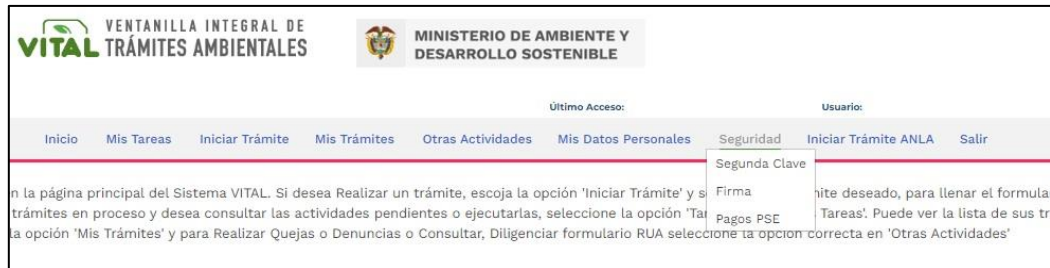 VITAL
VENTANILLA INTEGRAL DE
TRÁMITES AMBIENTALES
MINISTERIO DE AMBIENTE Y
DESARROLLO SOSTENIBLE
Último Acceso: Usuario:
Inicio Mis Tareas Iniciar Trámite Mis Trámites Otras Actividades Mis Datos Personales Seguridad Iniciar Trámite ANLA Salir
Segunda Clave
Firma
Pagos PSE
la página principal del Sistema VITAL. Si desea Realizar un trámite, escoja la opción 'Iniciar Trámite' y deseado, para llenar el
trámites en proceso y desea consultar las actividades pendientes o ejecutarlas, seleccione la opción Tareas'. Puede ver la lista de sus
la opción 'Mis Trámites' y para Realizar Quejas o Denuncias o Consultar, Diligenciar formulario RUA seleccione la opción correcta en 'Otras Actividades'